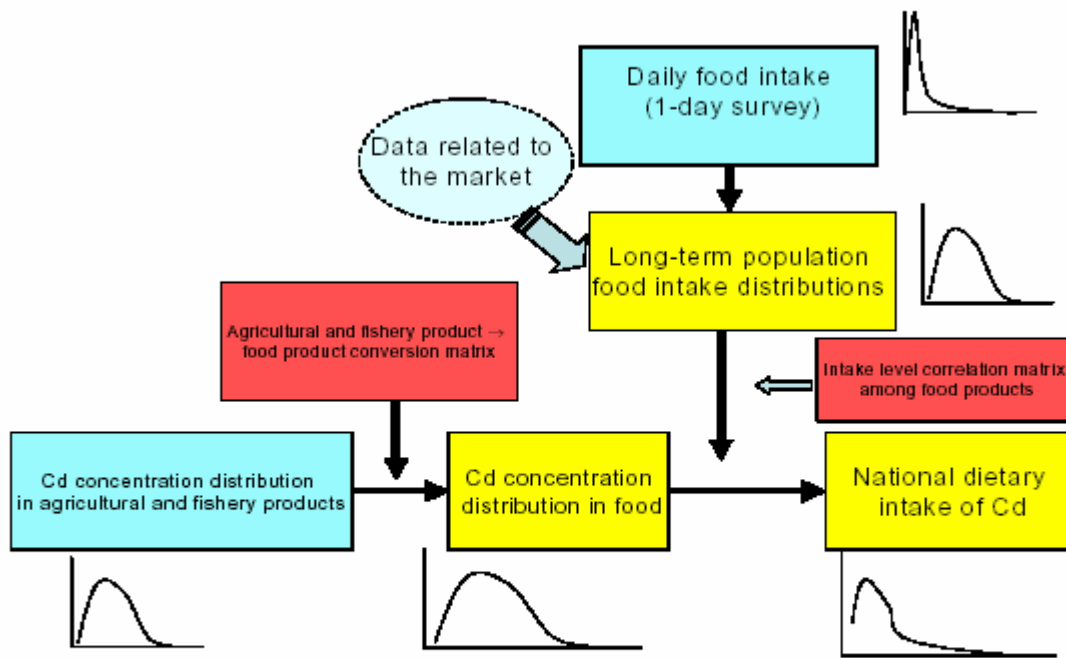 Daily food intake
(1-day survey)
Data related to
the market
Long-term population
food intake distributions
Agricultural and fishery product →
food product conversion matrix
Intake level correlation matrix
among food products
Cd concentration distribution
in agricultural and fishery products
Cd concentration
distribution in food
National dietary
intake of Cd